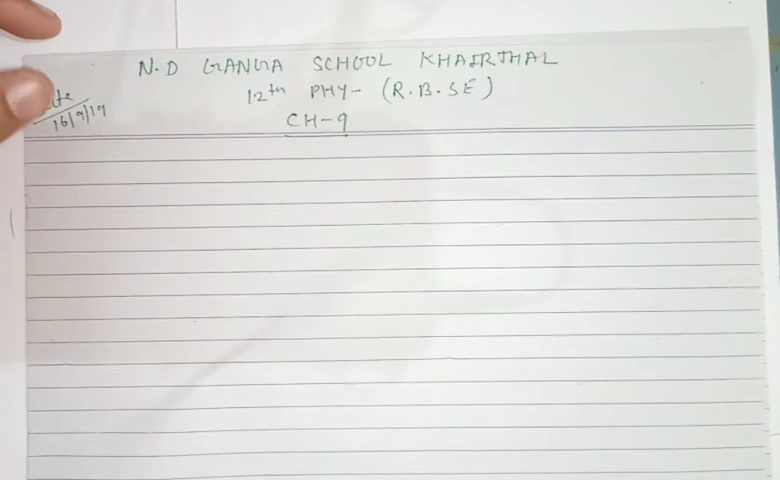 N.D GANGA SCHOOL KHAIRTHAL
12th PHY- (R.B.SE)
16/9/19
CH-9